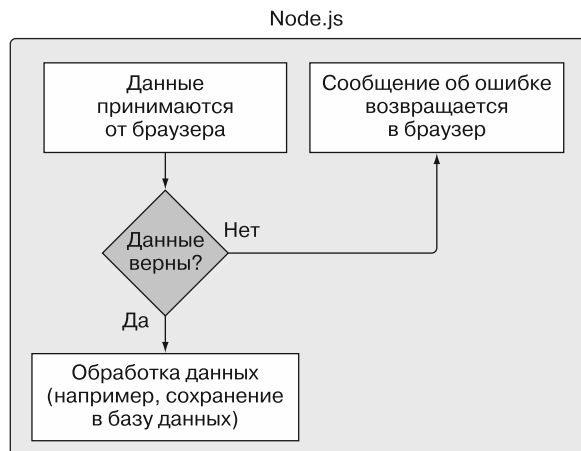 Node.js
Данные
принимаются
от браузера
Сообщение об ошибке
возвращается
в браузер
Данные
верны?
Нет
Да
Обработка данных
(например, сохранение
в базу данных)